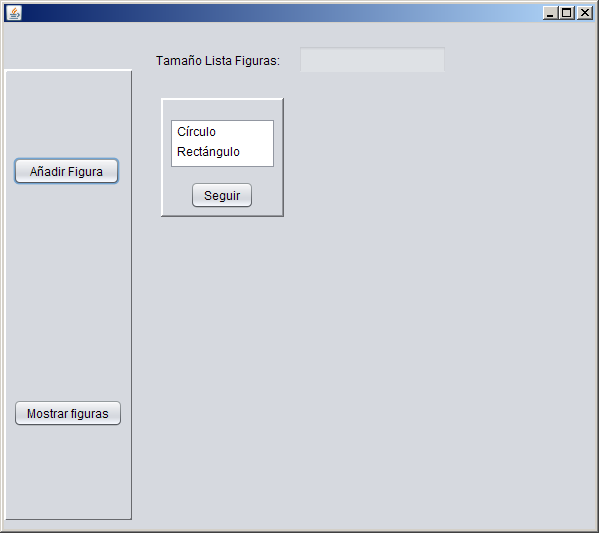 Tamaño Lista Figuras:
Círculo
Rectángulo
Añadir Figura
Seguir
Mostrar figuras